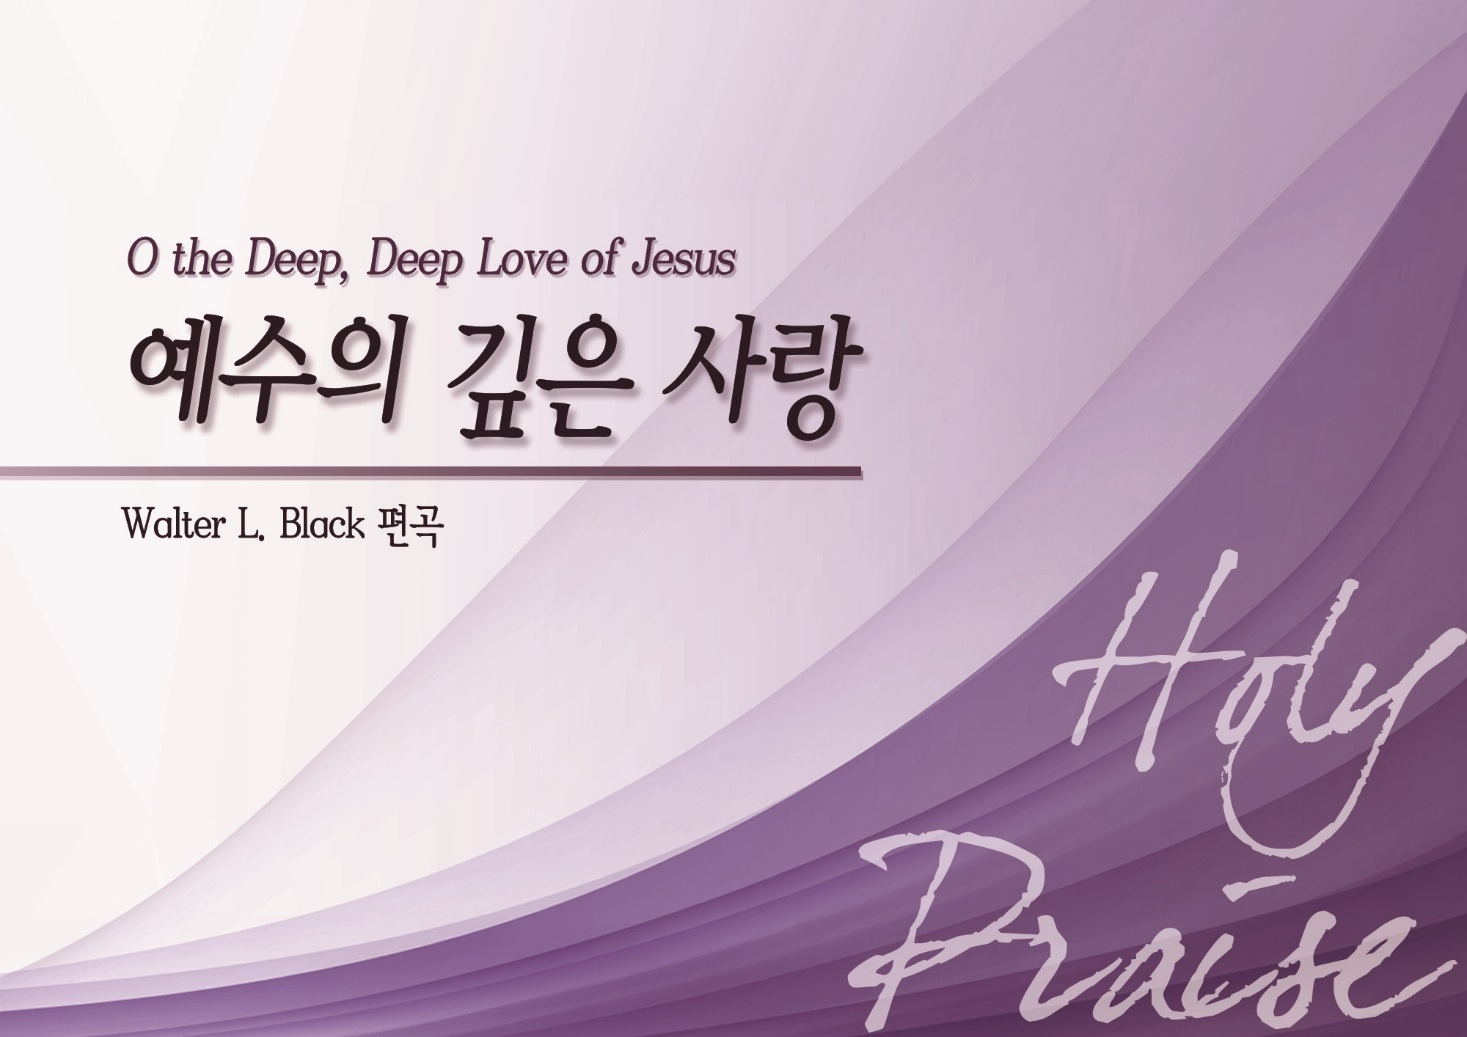 O the Deep, Deep Love of Jesus
예수의 깊은 사랑
Walter L. Black 편곡
Holy
Praise